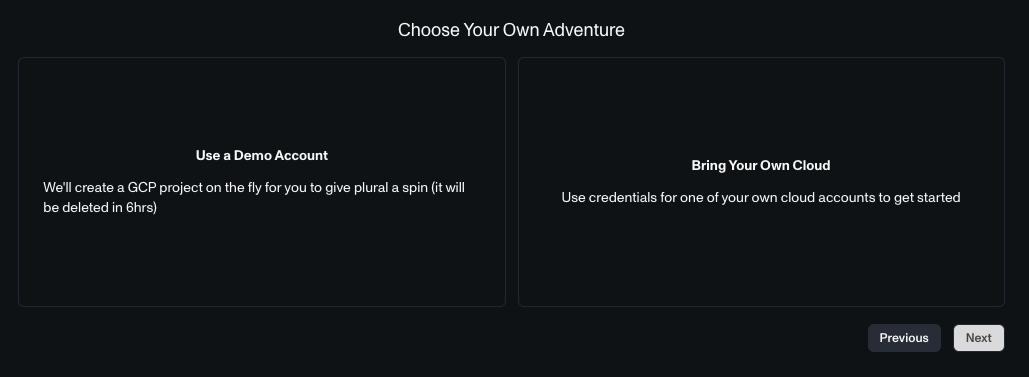 Choose Your Own Adventure
Use a Demo Account
We'll create a GCP project on the fly for you to give plural a spin (it will
be deleted in 6hrs)
Bring Your Own Cloud
Use credentials for one of your own cloud accounts to get started
Previous
Next